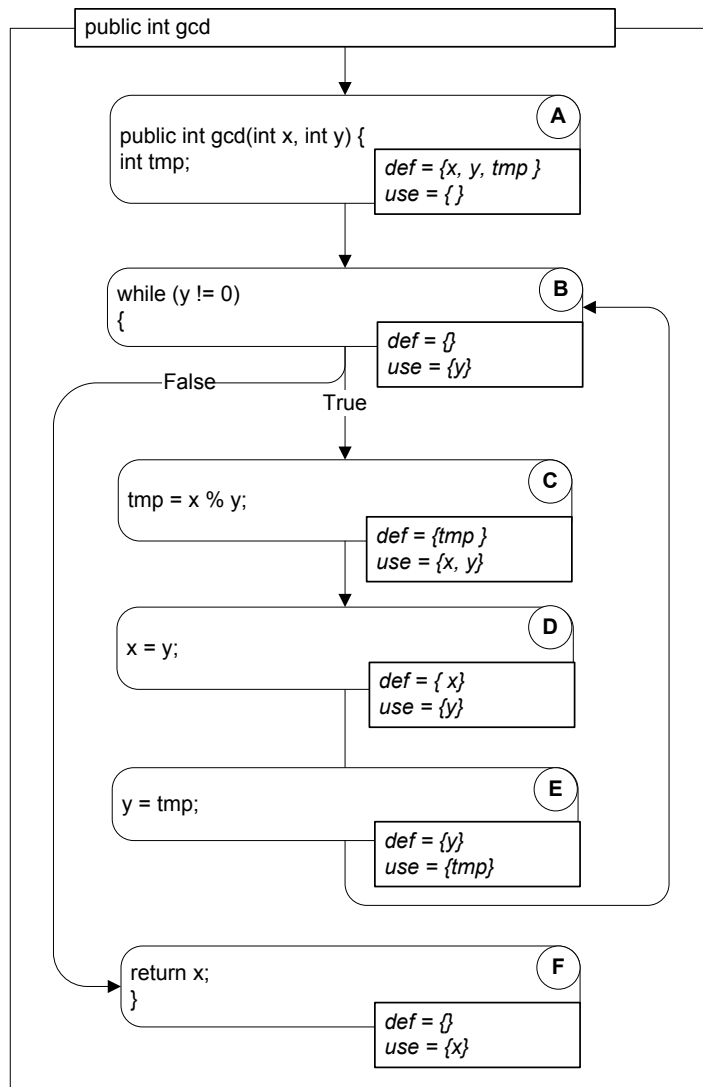 public int gcd
A
public int gcd(int x, int y) {
int tmp;
def = {x, y, tmp }
use = { }
B
while (y != 0)
{
def = {}
use = {y}
False
True
C
tmp = x % y;
def = {tmp }
use = {x, y}
D
x = y;
def = { x}
use = {y}
E
y = tmp;
def = {y}
use = {tmp}
F
return x;
}
def = {}
use = {x}